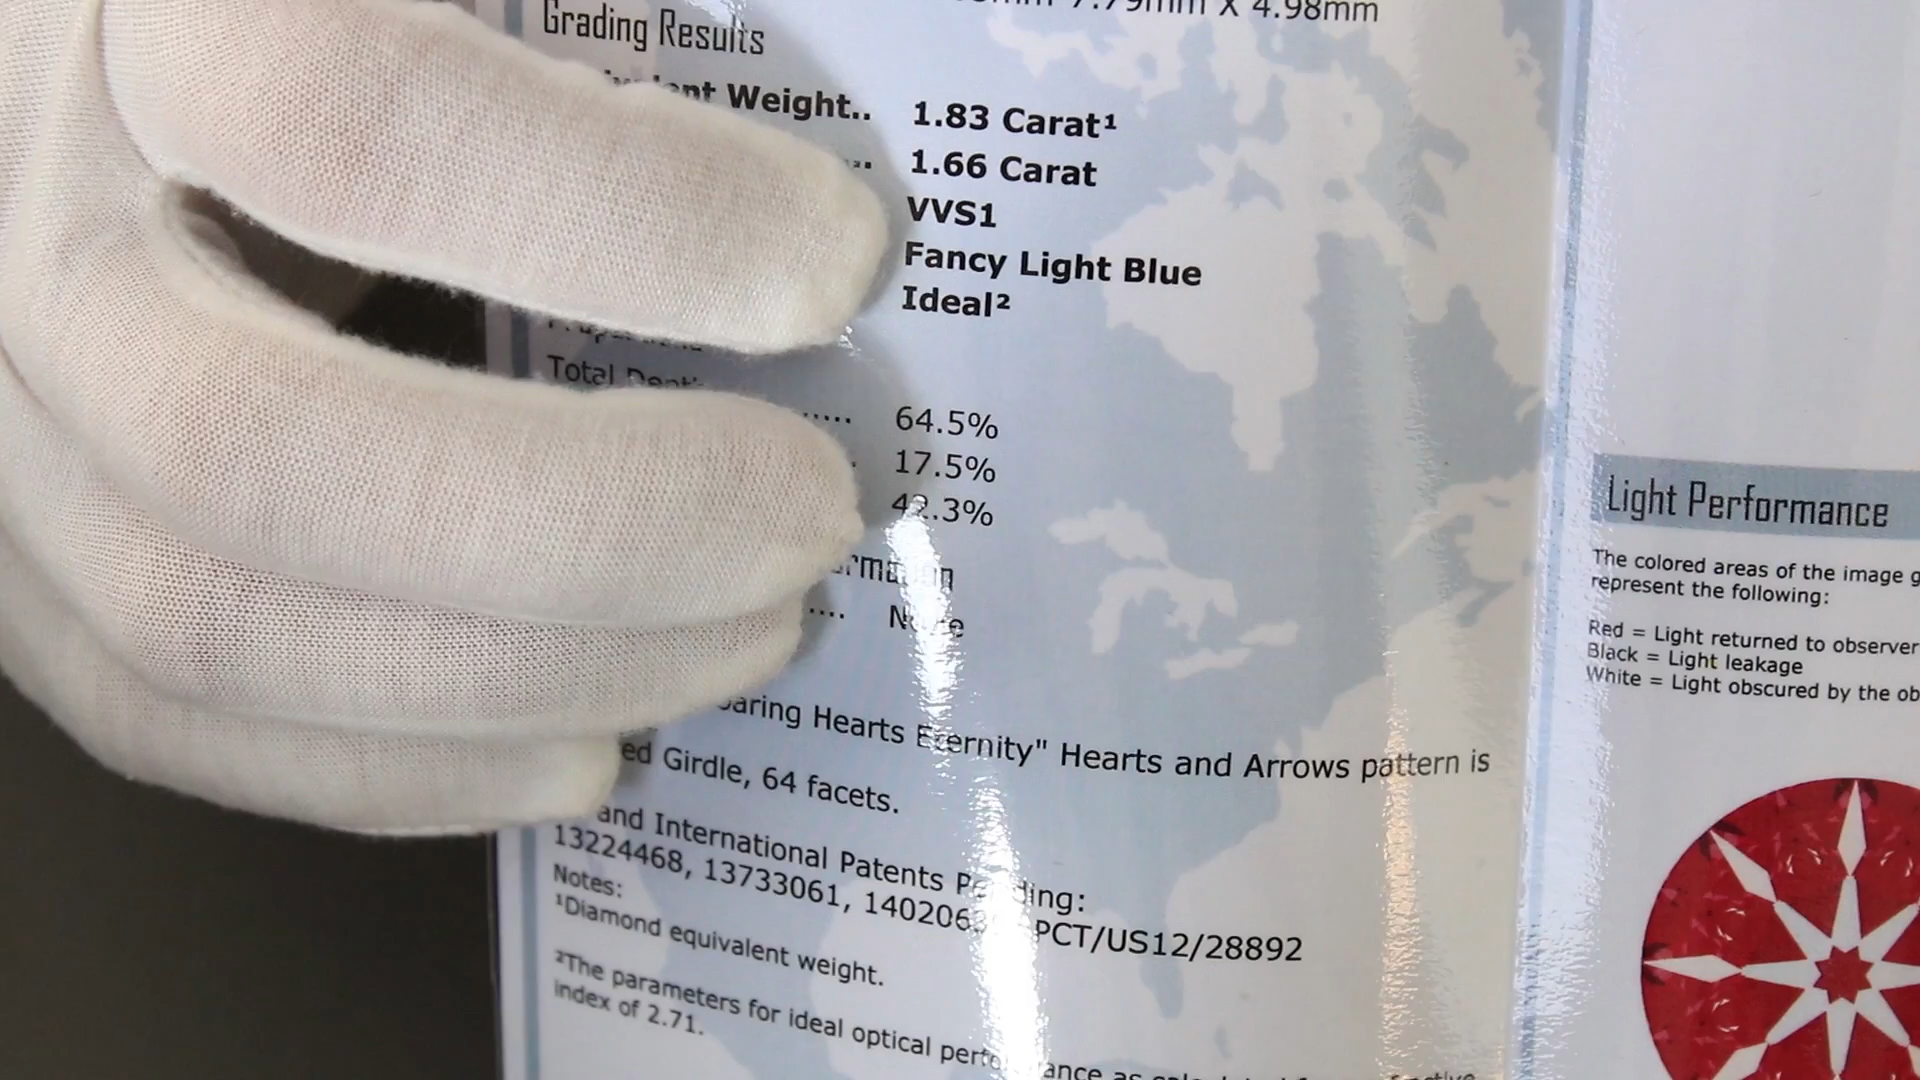 7.79mm X 4.98mm
Grading Results
Weight.. 1.83 Carat¹
... 1.66 Carat
VVS1
Fancy Light Blue
Ideal²
Total
..... 64.5%
. 17.5%
42.3%
.... None
Hearts Eternity" Hearts and Arrows pattern is
Girdle, 64 facets.
and International Patents Pending:
13224468, 13733061, PCT/US12/28892
Notes:
¹Diamond equivalent weight.
²The parameters for ideal optical performance as
index of 2.71.
Light Performance
The colored areas of the image
represent the following:
Red = Light returned to observer
Black = Light leakage
White = Light obscured by the